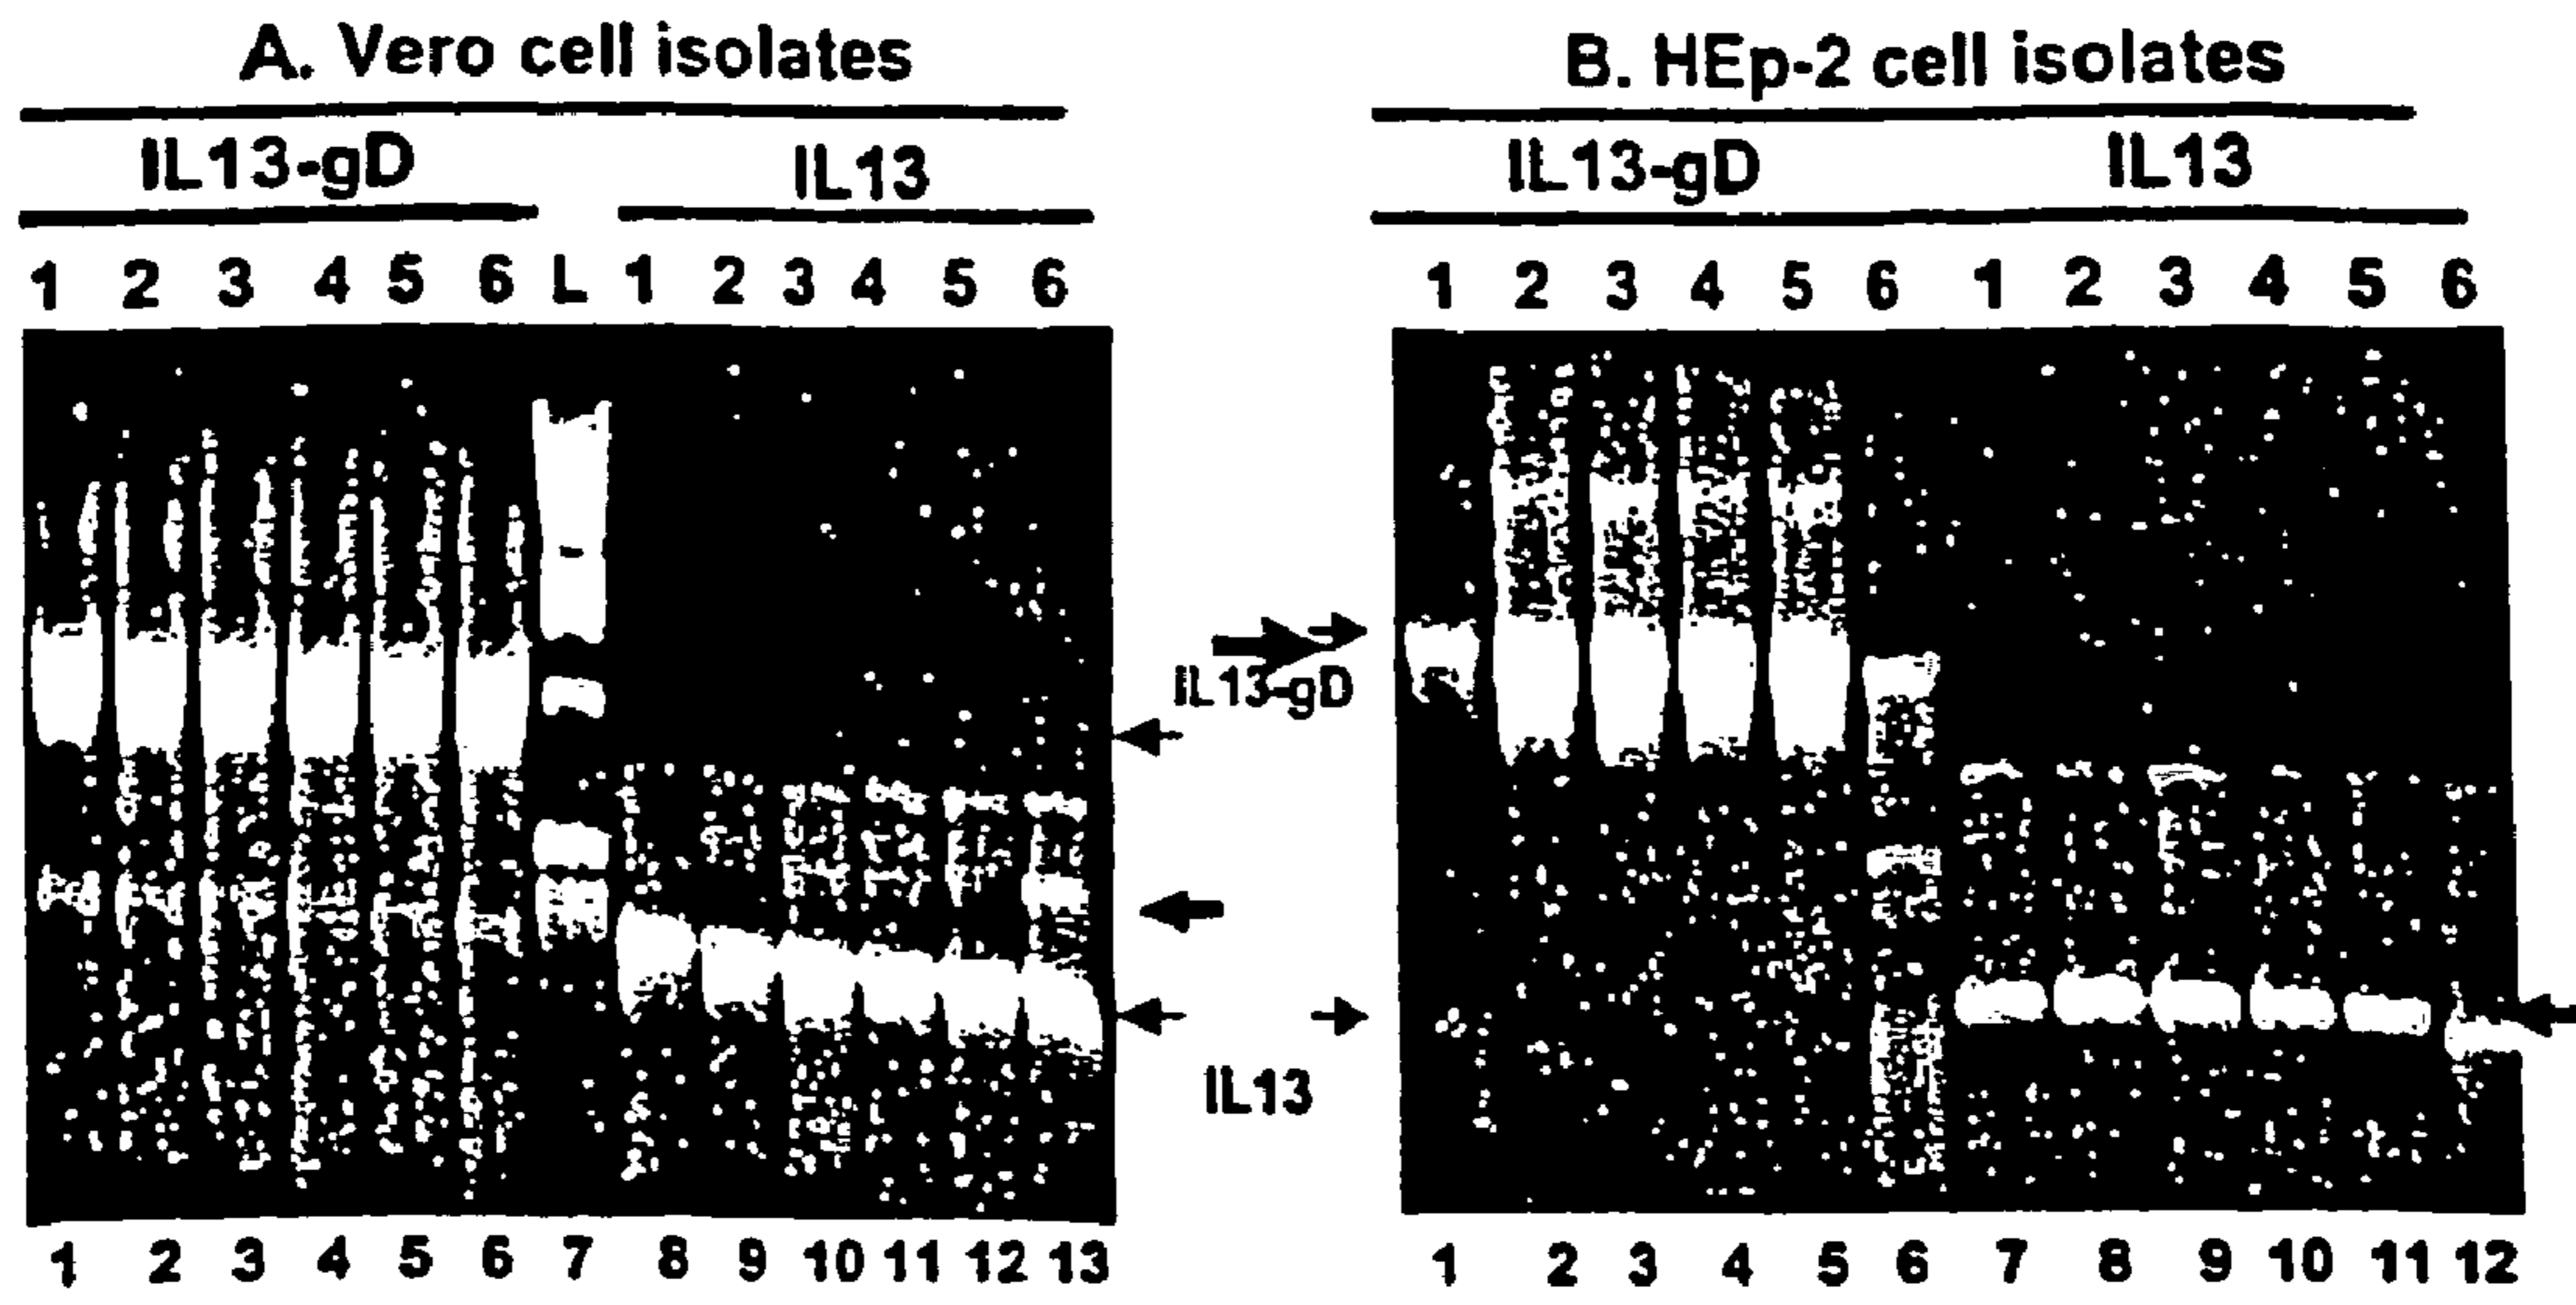 A. Vero cell isolates
IL13-gD IL13
1 2 3 4 5 6 L 1 2 3 4 5 6
1 2 3 4 5 6 7 8 9 10 11 12 13
IL13-gD
IL13
B. HEp-2 cell isolates
IL13-gD IL13
1 2 3 4 5 6 1 2 3 4 5 6
1 2 3 4 5 6 7 8 9 10 11 12